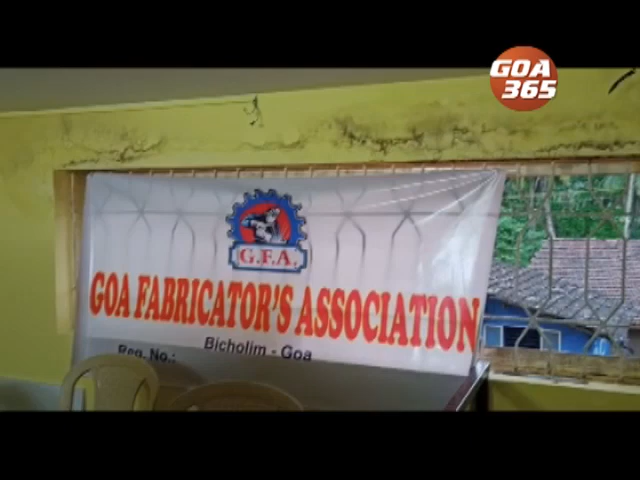 GOA
365
G.F.A.
GOA FABRICATOR'S ASSOCIATION
Bicholim - Goa
Reg. No.: